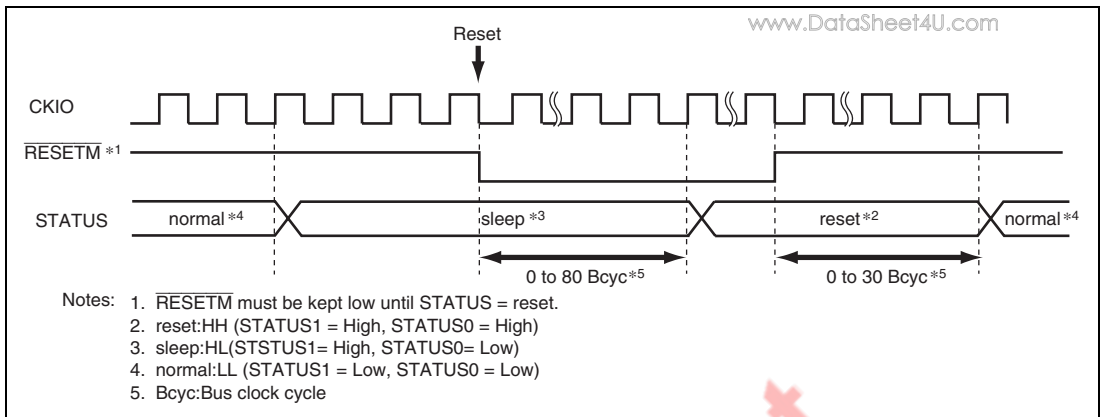 www.DataSheet4U.com
Reset
CKIO
RESETM *1
STATUS
normal *4
sleep *3
reset*2
normal *4
0 to 80 Bcyc*5
0 to 30 Bcyc*5
Notes: 1. RESETM must be kept low until STATUS = reset.
2. reset:HH (STATUS1 = High, STATUS0 = High)
3. sleep:HL(STSTUS1= High, STATUS0= Low)
4. normal:LL (STATUS1 = Low, STATUS0 = Low)
5. Bcyc:Bus clock cycle